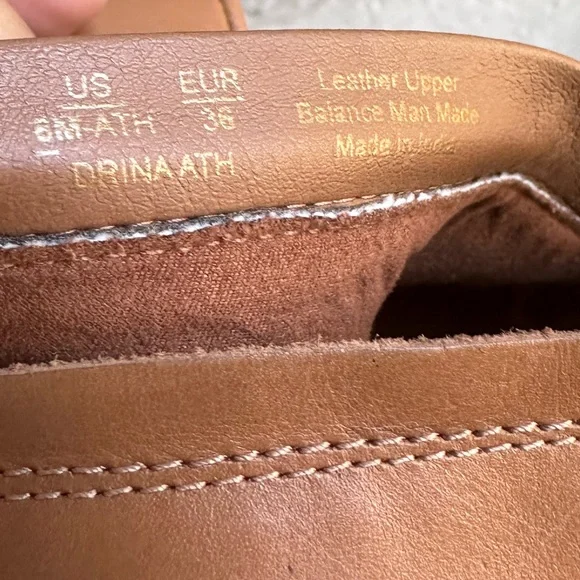 US EUR
6M-ATH 36
DRINA ATH
Leather Upper
Balance Man Made
Made in India